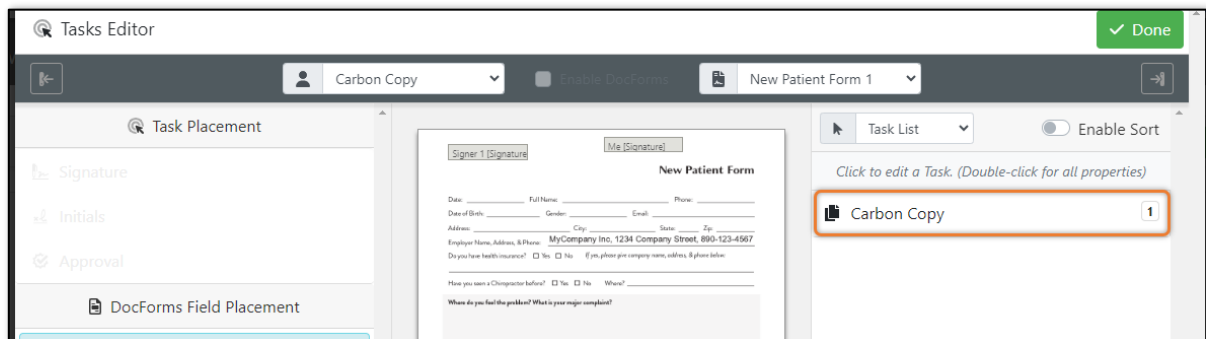 Tasks Editor
Done
Carbon Copy
Enable DocForms
New Patient Form 1
Task Placement
Signature
Initials
Approval
DocForms Field Placement
Signer 1 [Signature
Me [Signature]
New Patient Form
Date: Full Name: Phone:
Date of Birth: Gender: Email:
Address: City: State: Zip:
Employer Name, Address, & Phone: MyCompany Inc, 1234 Company Street, 890-123-4567
Do you have health insurance? Yes No If yes, please give company name, address, & phone below:
Have you seen a Chiropractor before? Yes No Where?
Where do you feel the problem? What is your major complaint?
Task List
Enable Sort
Click to edit a Task. (Double-click for all properties)
Carbon Copy 1